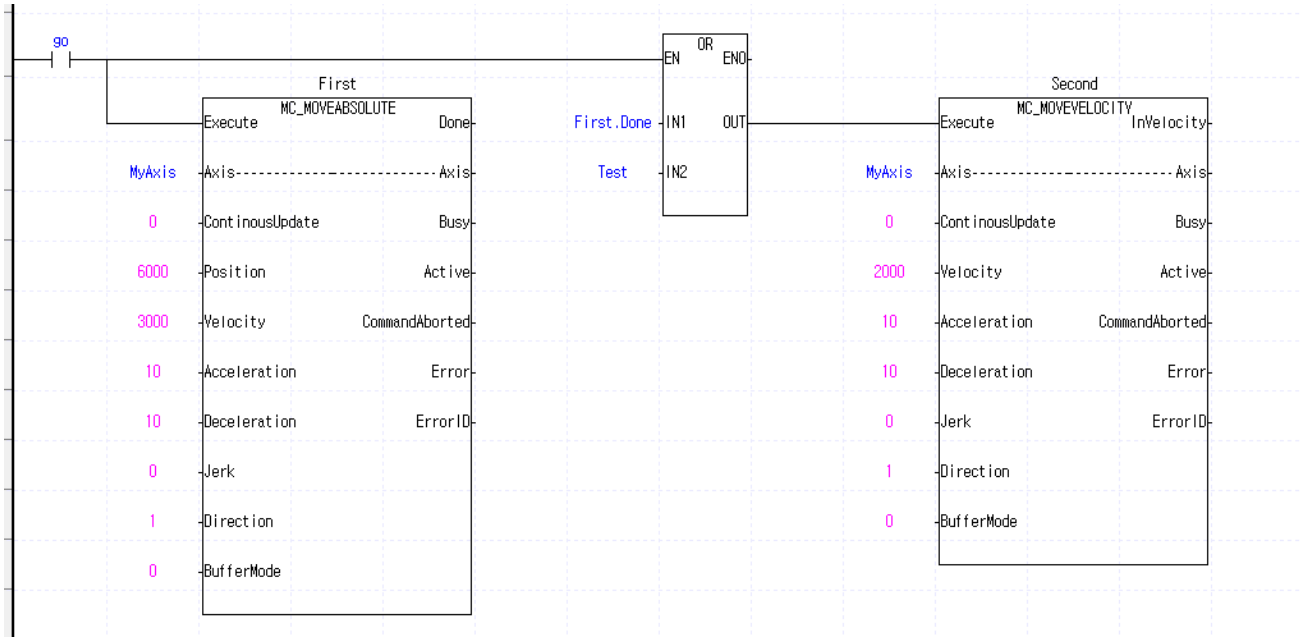 go
OR
EN ENO
First
Second
MC_MOVEABSOLUTE
MC_MOVEVELOCITY
Execute Done
First.Done IN1 OUT
Execute InVelocity
MyAxis Axis Axis
Test IN2
MyAxis Axis Axis
0 ContinousUpdate Busy
0 ContinousUpdate Busy
6000 Position Active
2000 Velocity Active
3000 Velocity CommandAborted
10 Acceleration CommandAborted
10 Acceleration Error
10 Deceleration Error
10 Deceleration ErrorID
0 Jerk ErrorID
0 Jerk
1 Direction
1 Direction
0 BufferMode
0 BufferMode